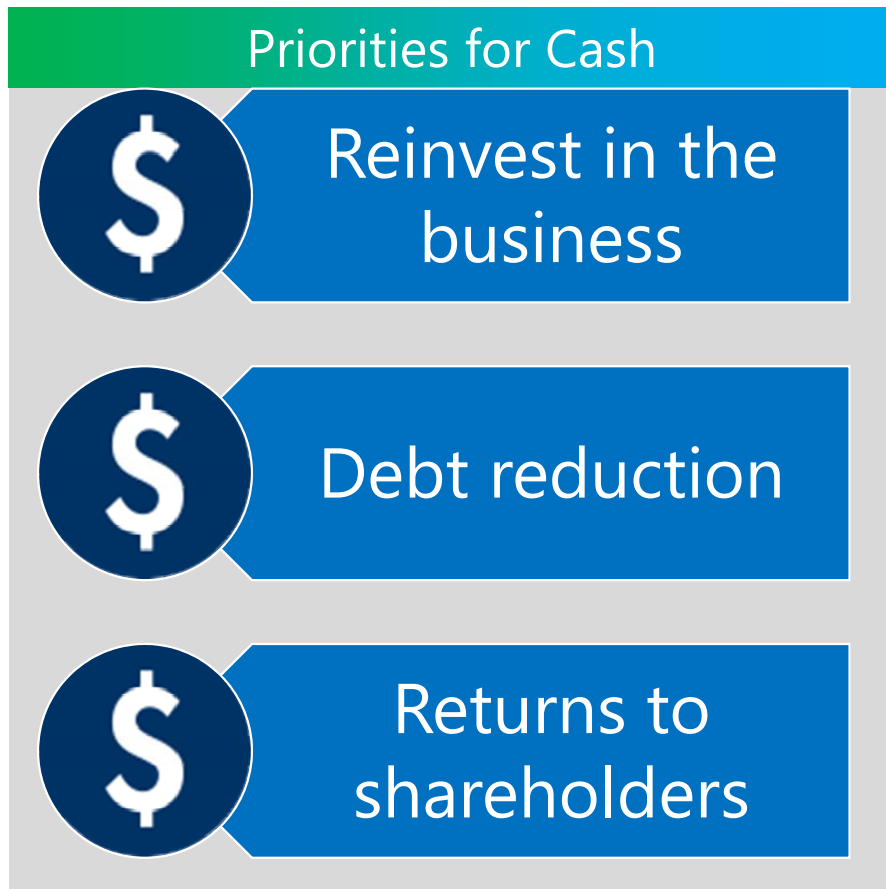 Priorities for Cash
$
Reinvest in the
business
$
Debt reduction
$
Returns to
shareholders